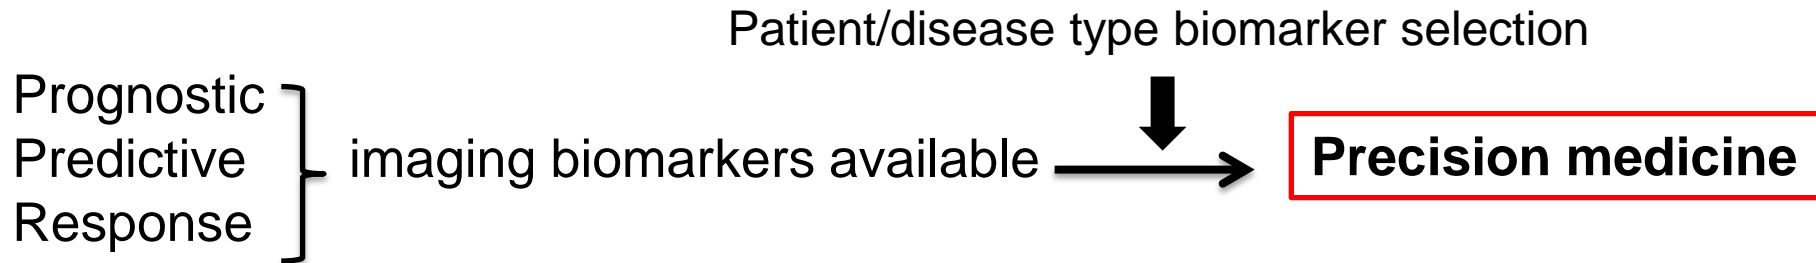 Patient/disease type biomarker selection
Prognostic
Predictive
Response
imaging biomarkers available
Precision medicine